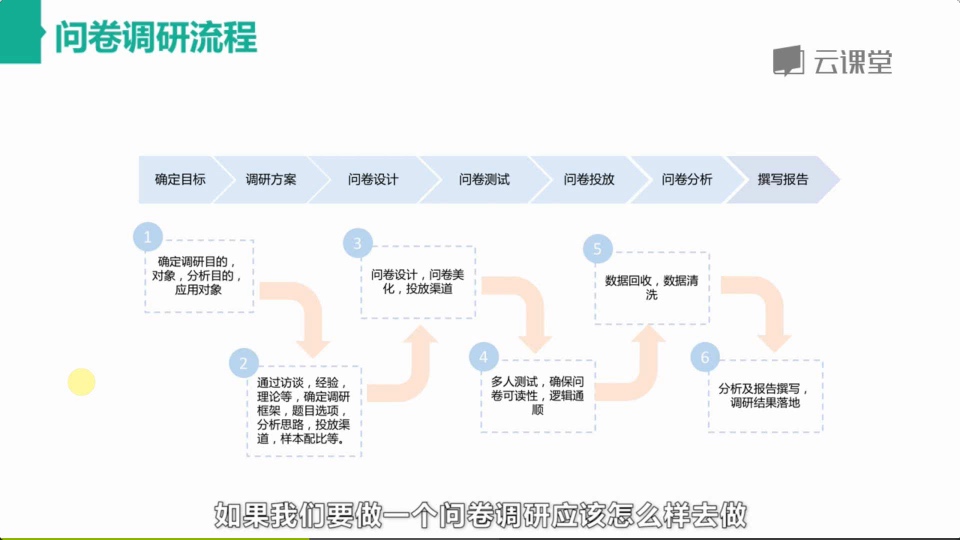 问卷调研流程
云课堂
确定目标
调研方案
问卷设计
问卷测试
问卷投放
问卷分析
撰写报告
1
确定调研目的，
对象，分析目的，
应用对象
2
通过访谈，经验，
理论等，确定调研
框架，题目选项，
分析思路，投放渠
道，样本配比等。
3
问卷设计，问卷美
化，投放渠道
4
多人测试，确保问
卷可读性，逻辑通
顺
5
数据回收，数据清
洗
6
分析及报告撰写，
调研结果落地
如果我们要做一个问卷调研应该怎么样去做